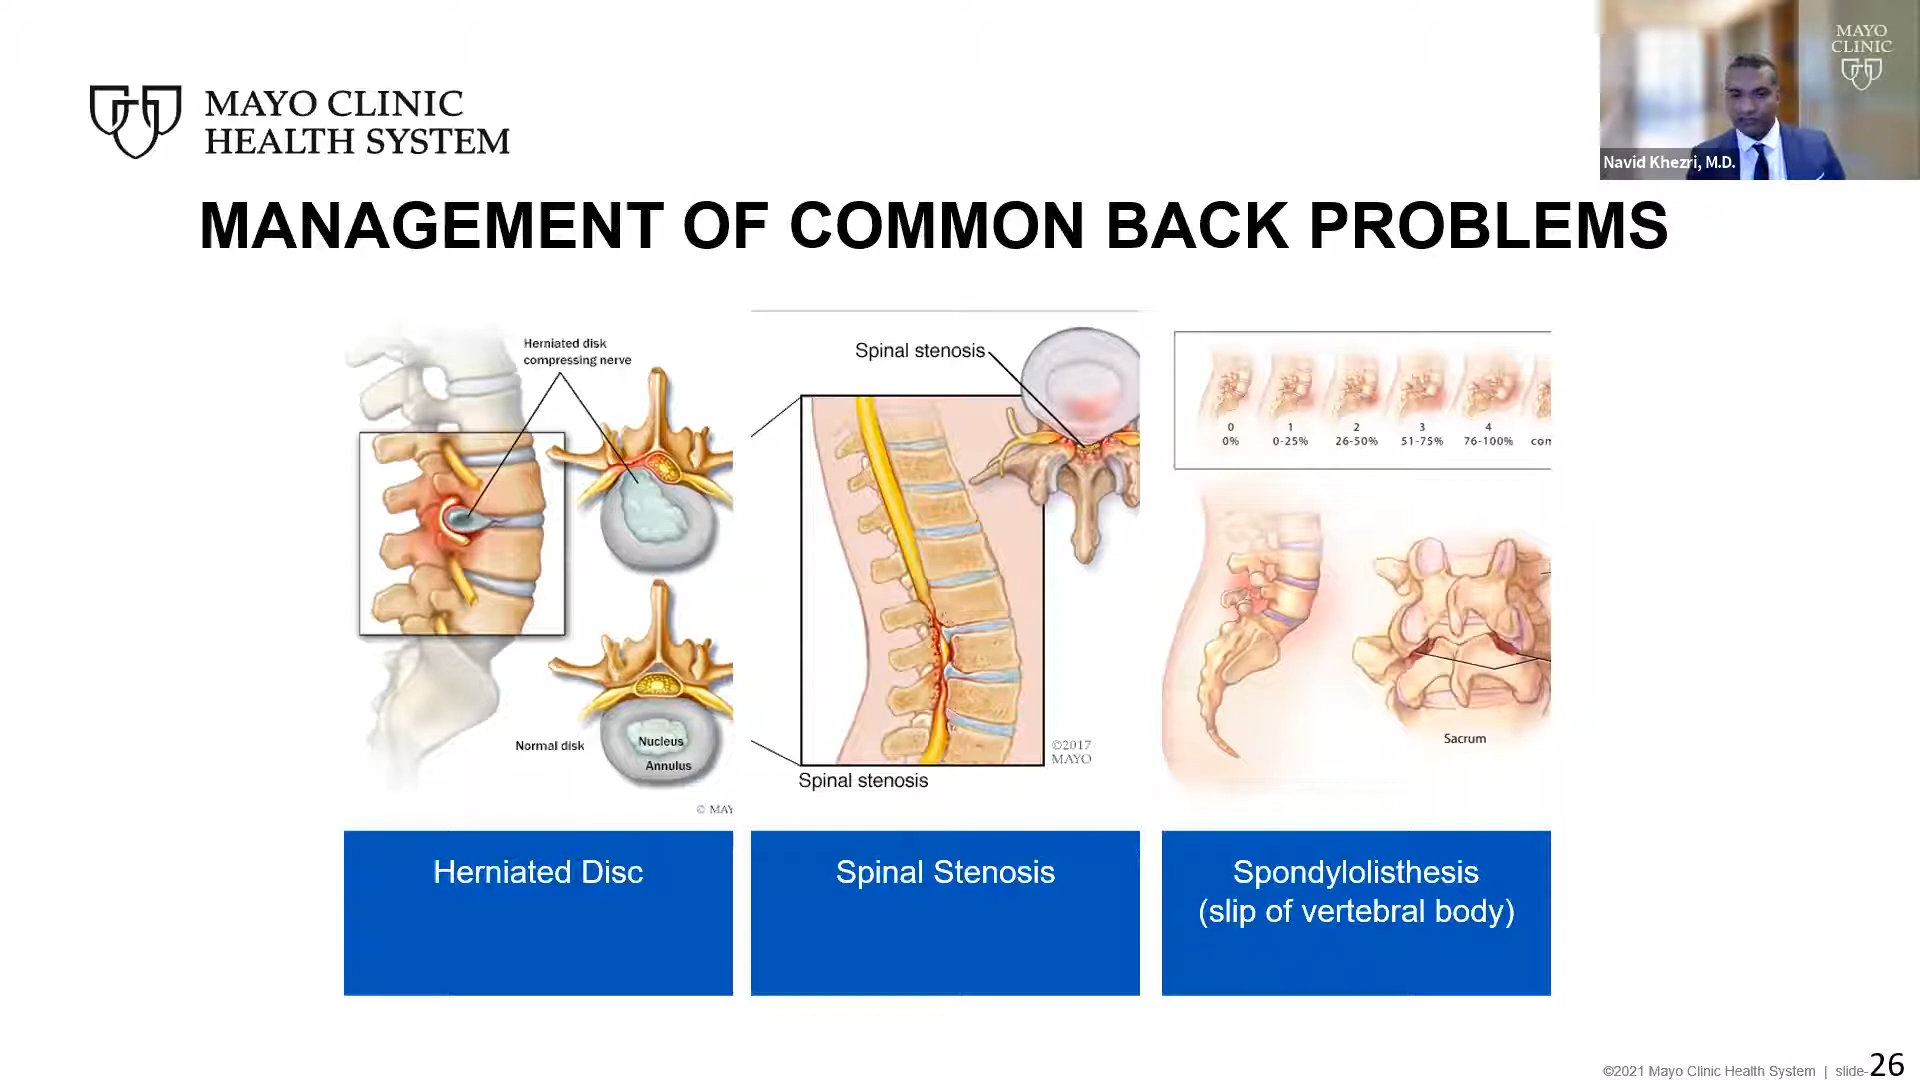 MAYO CLINIC
HEALTH SYSTEM
MAYO
CLINIC
Navid Khezri, M.D.
MANAGEMENT OF COMMON BACK PROBLEMS
Herniated disk
compressing nerve
Normal disk
Nucleus
Annulus
© MAY
Spinal stenosis
©2017
MAYO
Spinal stenosis
0 1 2 3 4
0% 0-25% 26-50% 51-75% 76-100% com
Sacrum
Herniated Disc
Spinal Stenosis
Spondylolisthesis
(slip of vertebral body)
©2021 Mayo Clinic Health System | slide-26